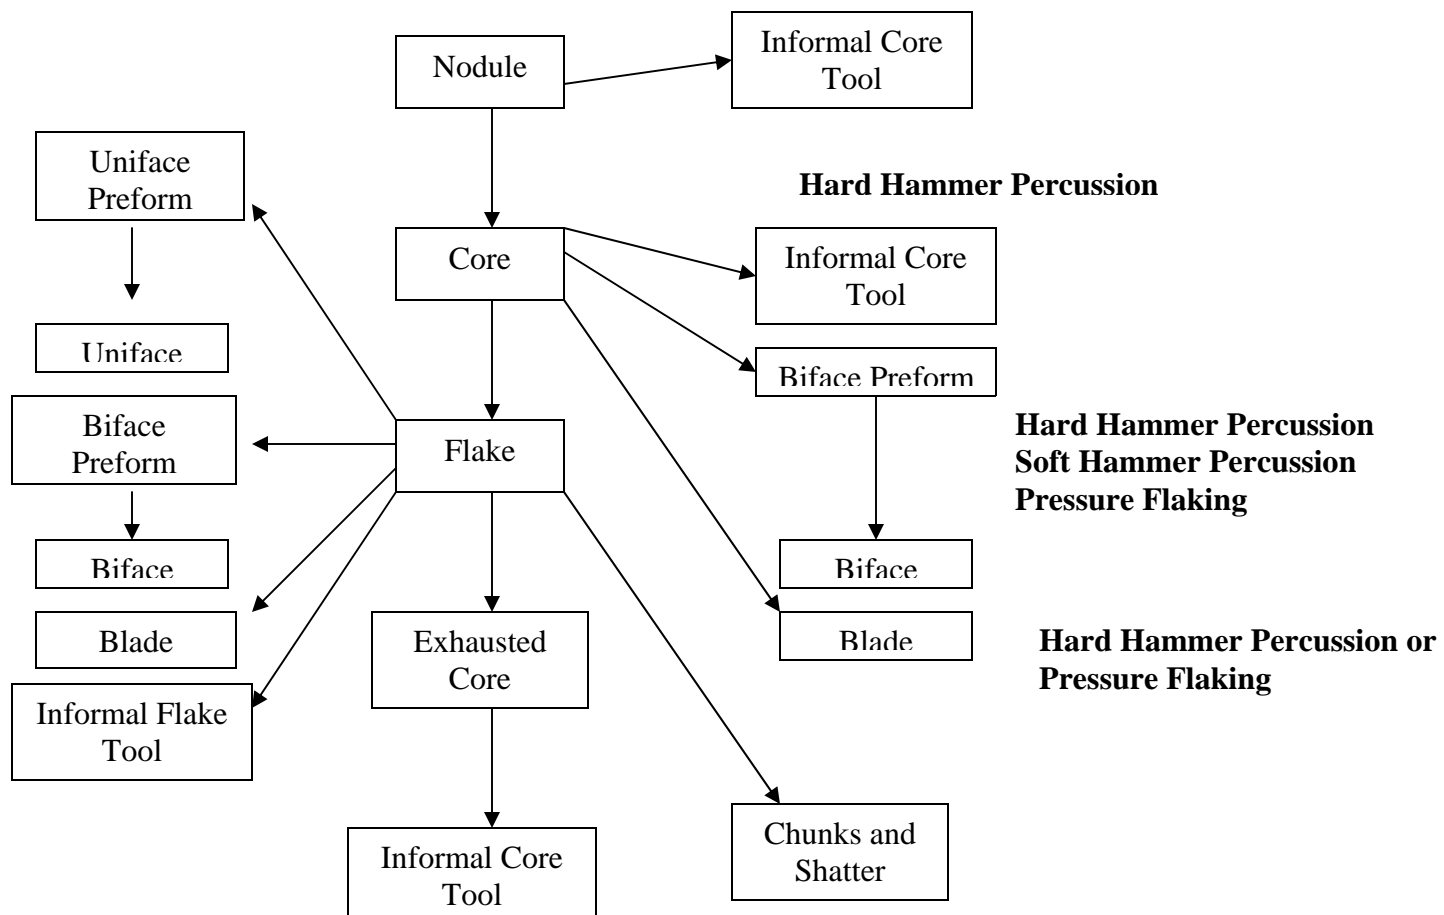 Nodule
Informal Core
Tool
Uniface
Preform
Hard Hammer Percussion
Core
Informal Core
Tool
Uniface
Biface Preform
Biface
Preform
Flake
Hard Hammer Percussion
Soft Hammer Percussion
Pressure Flaking
Biface
Biface
Blade
Exhausted
Core
Blade
Hard Hammer Percussion or
Pressure Flaking
Informal Flake
Tool
Informal Core
Tool
Chunks and
Shatter